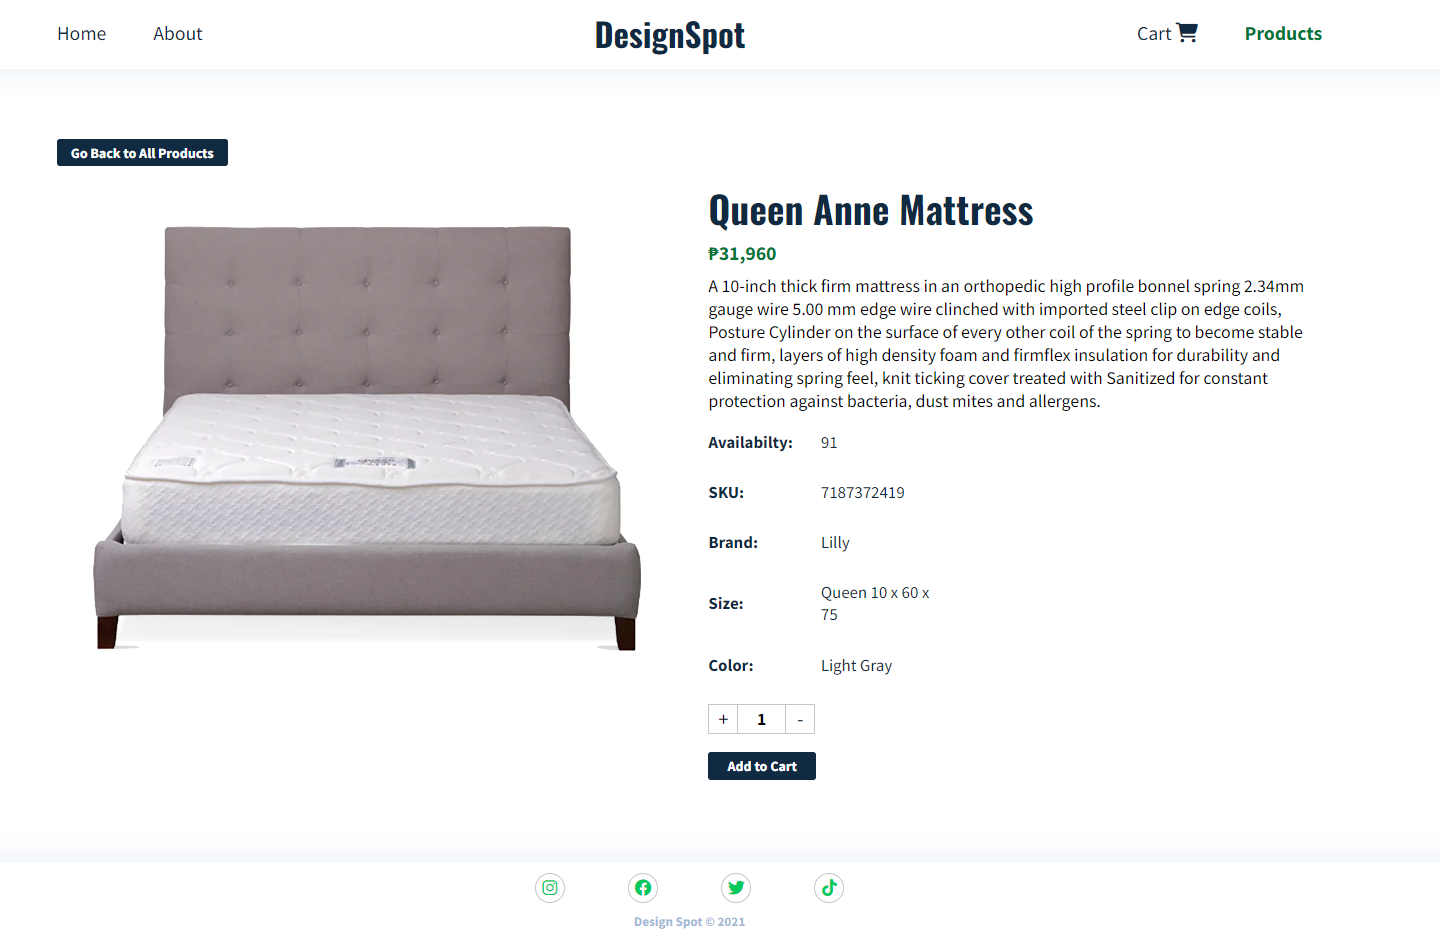 Home About DesignSpot Cart Products
Go Back to All Products
Queen Anne Mattress
₱31,960
A 10-inch thick firm mattress in an orthopedic high profile bonnel spring 2.34mm
gauge wire 5.00 mm edge wire clinched with imported steel clip on edge coils,
Posture Cylinder on the surface of every other coil of the spring to become stable
and firm, layers of high density foam and firmflex insulation for durability and
eliminating spring feel, knit ticking cover treated with Sanitized for constant
protection against bacteria, dust mites and allergens.
Availabilty: 91
SKU: 7187372419
Brand: Lilly
Size: Queen 10 x 60 x
75
Color: Light Gray
+ 1 -
Add to Cart
Design Spot © 2021